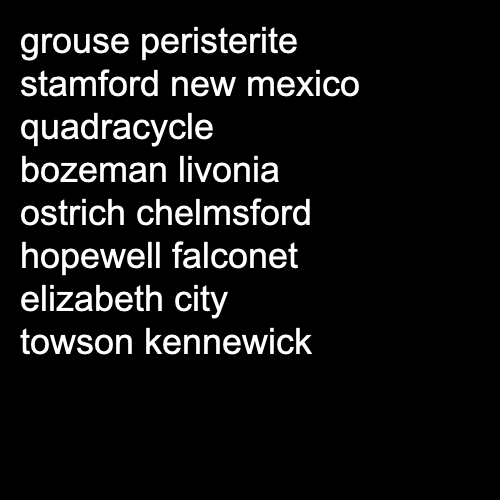 grouse peristerite
stamford new mexico
quadracycle
bozeman livonia
ostrich chelmsford
hopewell falconet
elizabeth city
towson kennewick